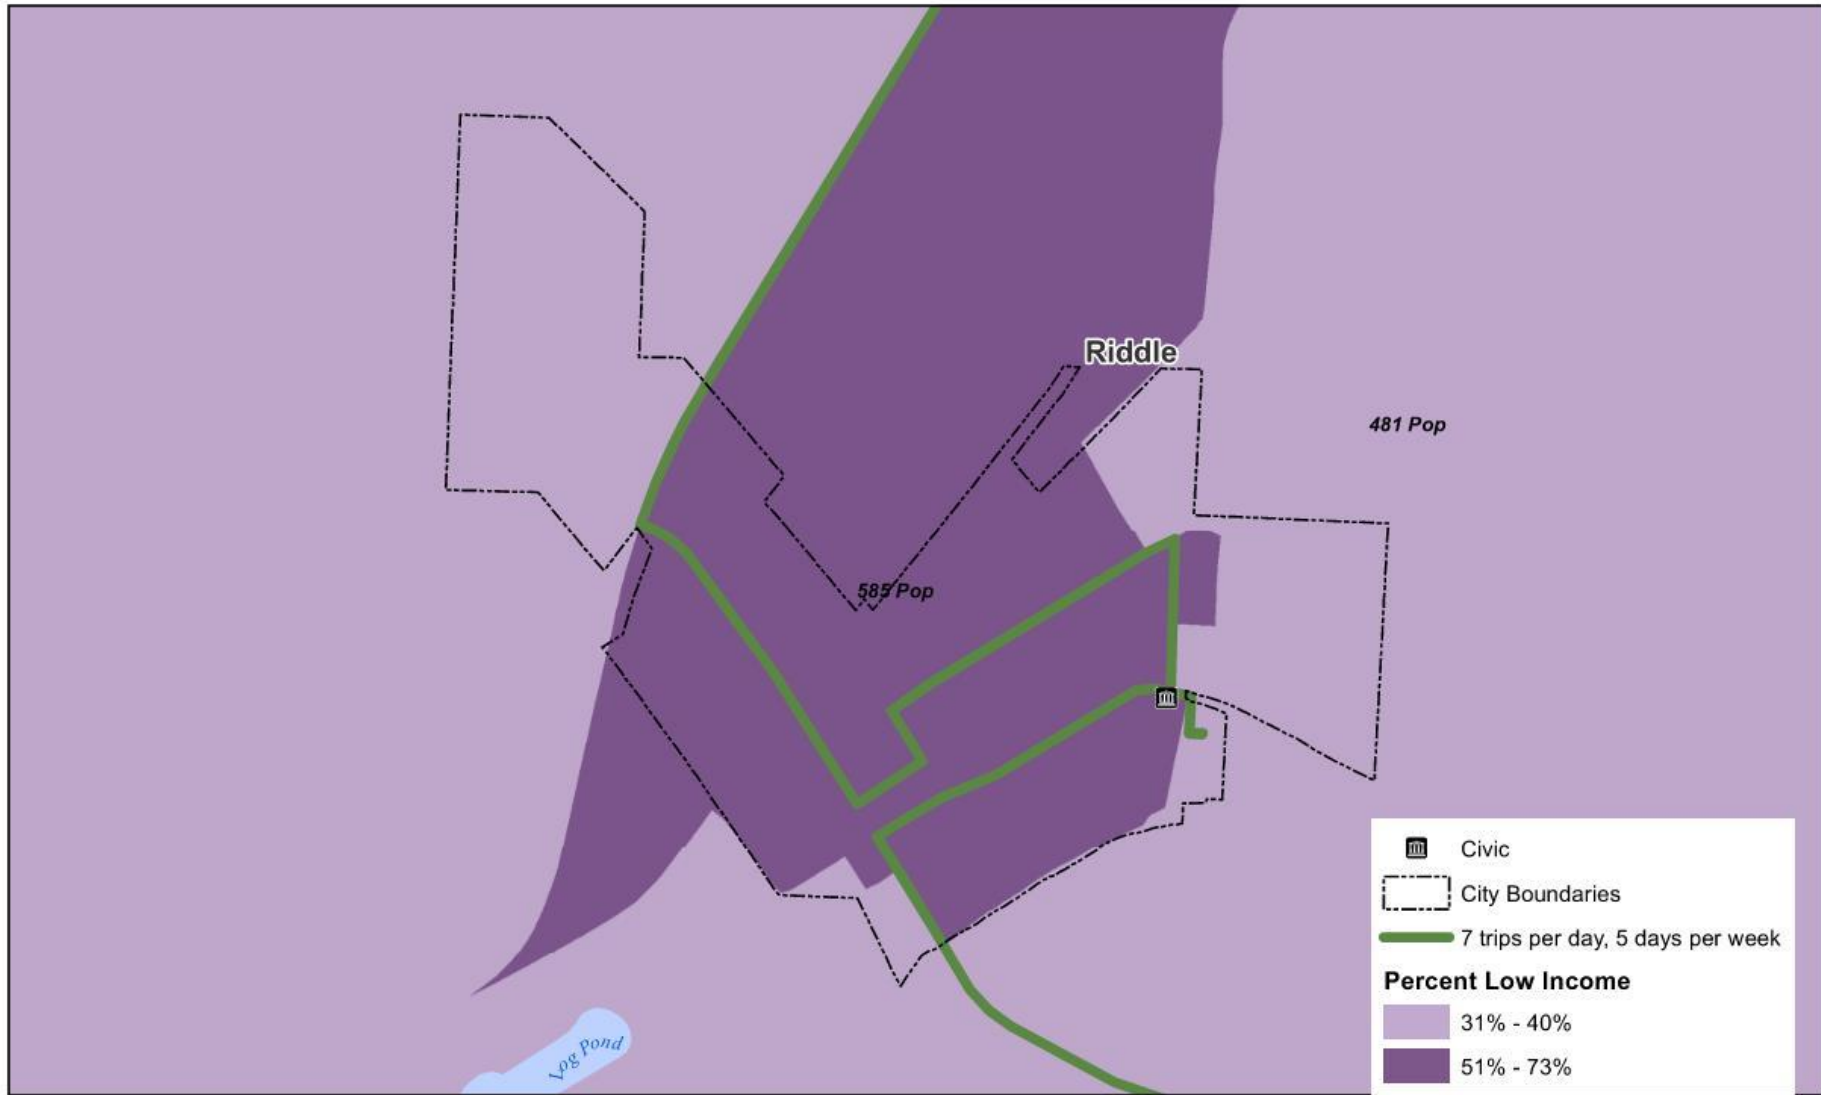 Riddle
481 Pop
585 Pop
Log Pond
Civic
City Boundaries
7 trips per day, 5 days per week
Percent Low Income
31% - 40%
51% - 73%